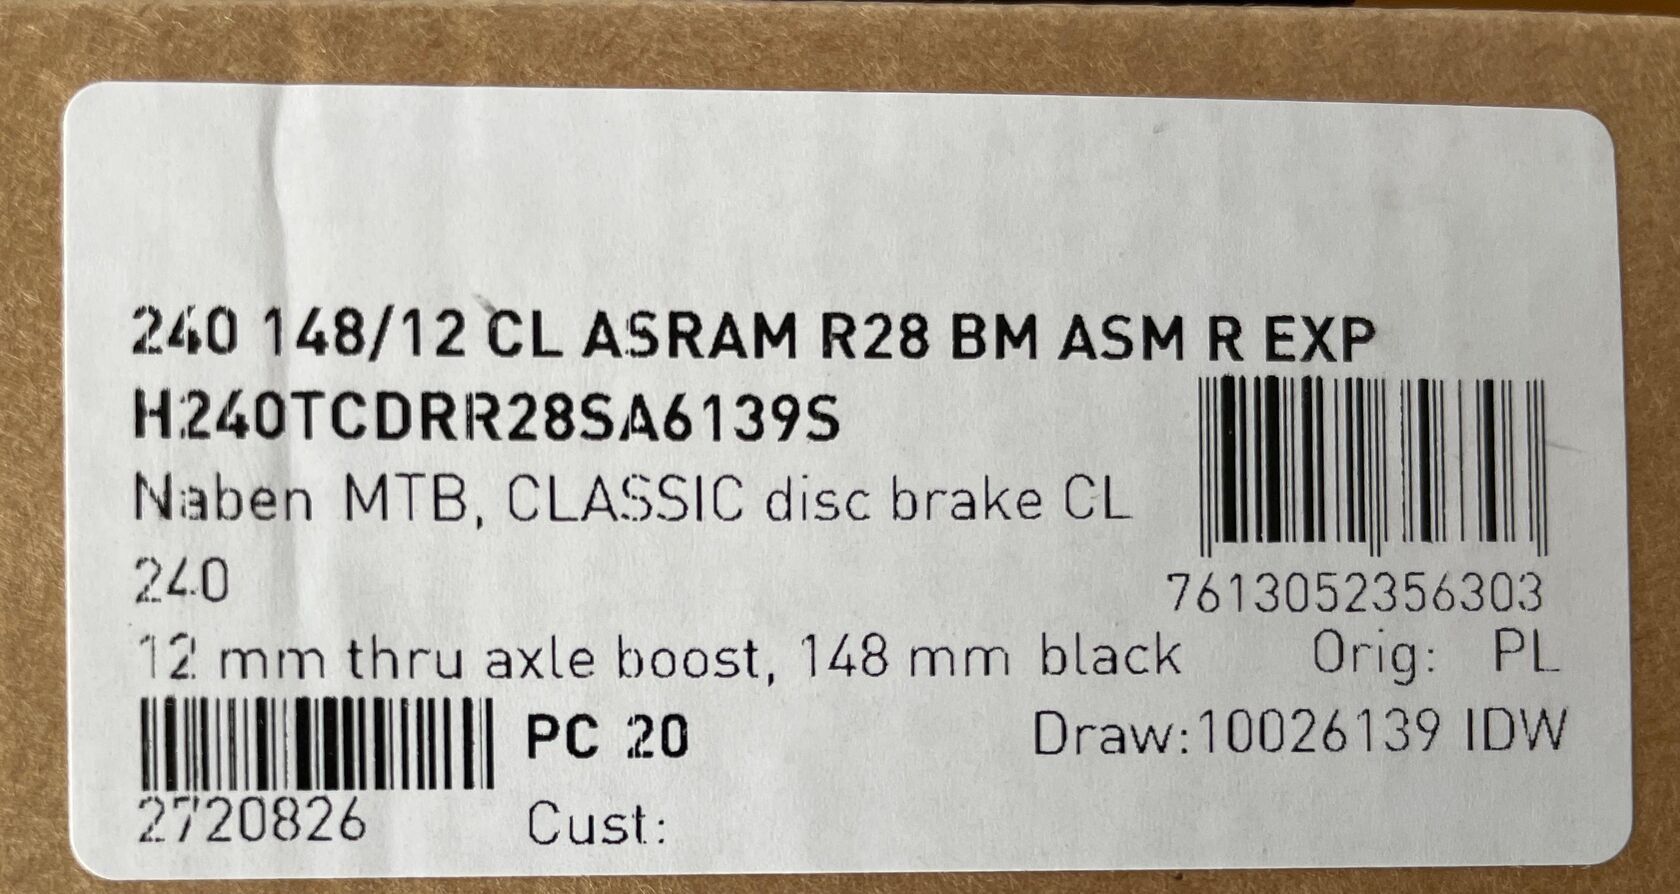 240 148/12 CL ASRAM R28 BM ASM R EXP
H240TCDRR28SA6139S
Naben MTB, CLASSIC disc brake CL
240
7613052356303
12 mm thru axle boost, 148 mm black Orig: PL
PC 20 Draw:10026139 IDW
2720826 Cust: